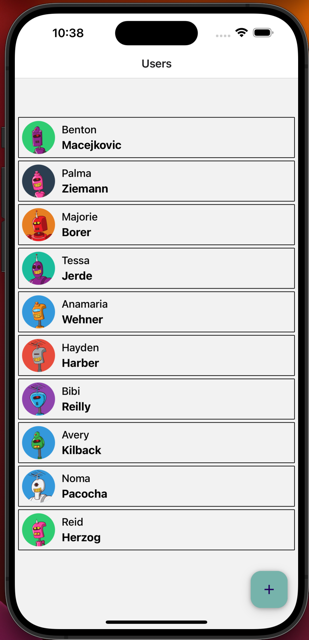 10:38
Users
Benton
Macejkovic
Palma
Ziemann
Majorie
Borer
Tessa
Jerde
Anamaria
Wehner
Hayden
Harber
Bibi
Reilly
Avery
Kilback
Noma
Pacocha
Reid
Herzog
+